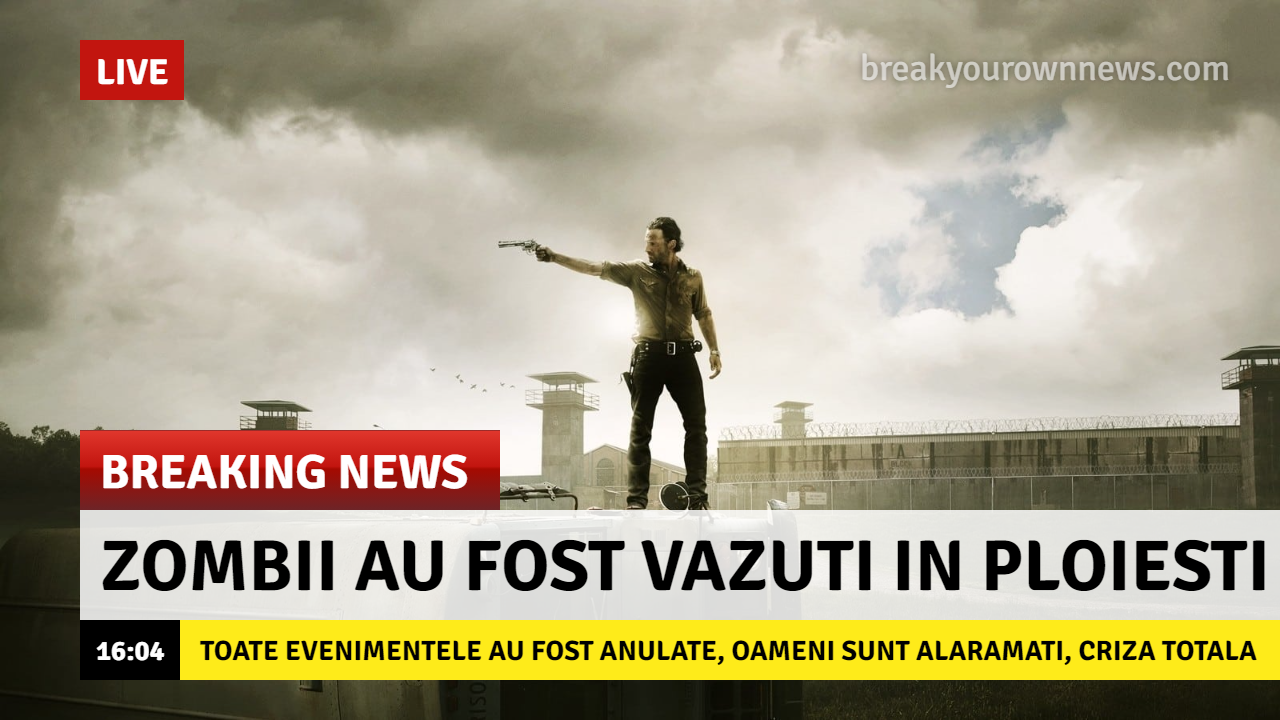 LIVE
breakyourownnews.com
BREAKING NEWS
ZOMBII AU FOST VAZUTI IN PLOIESTI
16:04
TOATE EVENIMENTELE AU FOST ANULATE, OAMENI SUNT ALARAMATI, CRIZA TOTALA